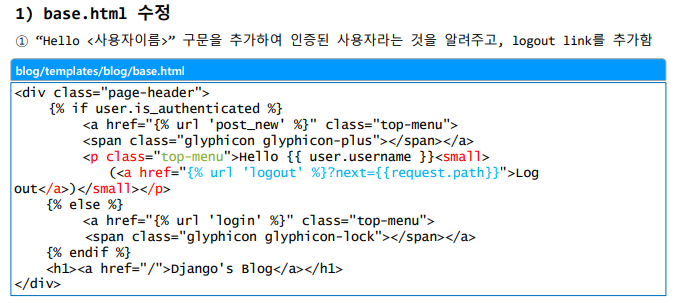 1) base.html 수정
① “Hello <사용자이름>” 구문을 추가하여 인증된 사용자라는 것을 알려주고, logout link를 추가함
blog/templates/blog/base.html
<div class="page-header">
{% if user.is_authenticated %}
<a href="{% url 'post_new' %}" class="top-menu">
<span class="glyphicon glyphicon-plus"></span></a>
<p class="top-menu">Hello {{ user.username }}<small>
(<a href="{% url 'logout' %}?next={{request.path}}">Log
out</a>)</small></p>
{% else %}
<a href="{% url 'login' %}" class="top-menu">
<span class="glyphicon glyphicon-lock"></span></a>
{% endif %}
<h1><a href="/">Django's Blog</a></h1>
</div>